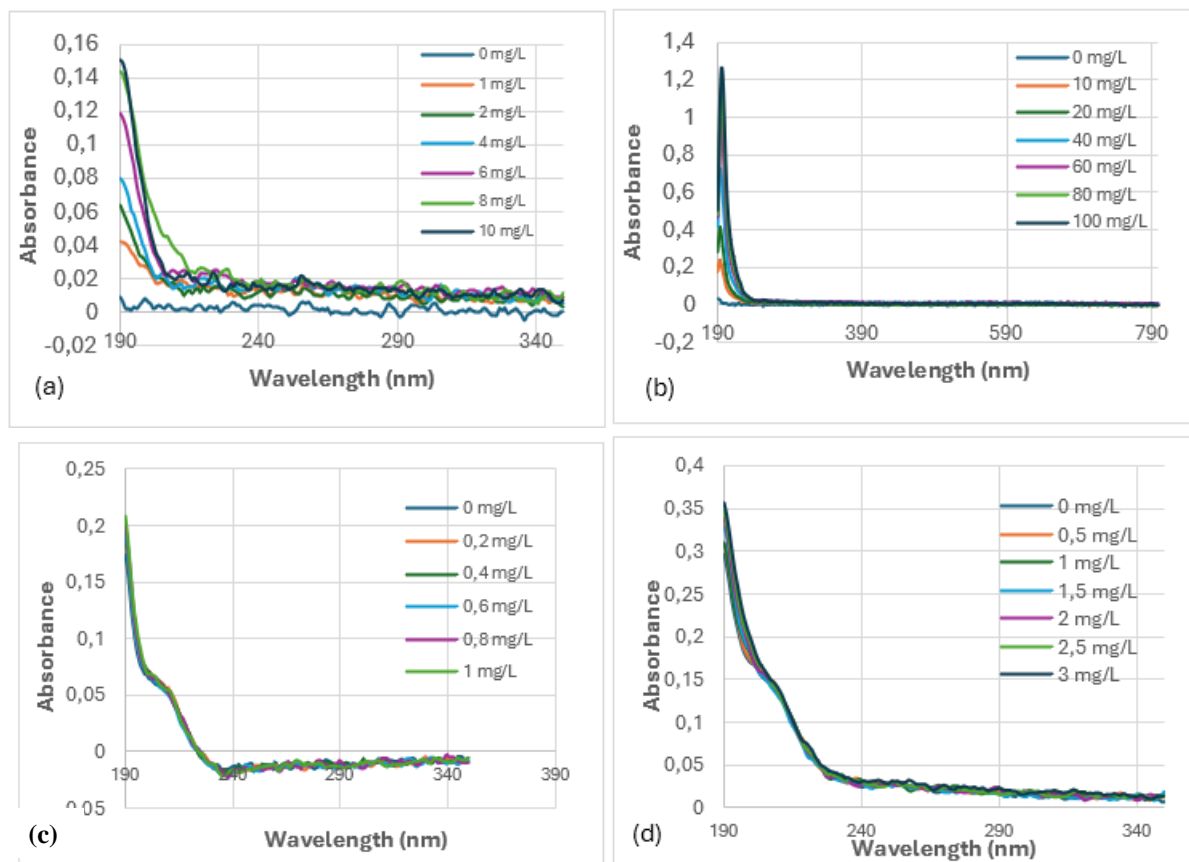 0,16
0,14
0,12
0,1
0,08
0,06
0,04
0,02
0
-0,02
190
240
290
340
Absorbance
Wavelength (nm)
0 mg/L
1 mg/L
2 mg/L
4 mg/L
6 mg/L
8 mg/L
10 mg/L
(a)
1,4
1,2
1
0,8
0,6
0,4
0,2
0
-0,2
190
390
590
790
Absorbance
Wavelength (nm)
0 mg/L
10 mg/L
20 mg/L
40 mg/L
60 mg/L
80 mg/L
100 mg/L
(b)
0,25
0,2
0,15
0,1
0,05
0
190
240
290
340
390
Absorbance
Wavelength (nm)
0 mg/L
0,2 mg/L
0,4 mg/L
0,6 mg/L
0,8 mg/L
1 mg/L
(c)
0,4
0,35
0,3
0,25
0,2
0,15
0,1
0,05
0
190
240
290
340
Absorbance
Wavelength (nm)
0 mg/L
0,5 mg/L
1 mg/L
1,5 mg/L
2 mg/L
2,5 mg/L
3 mg/L
(d)